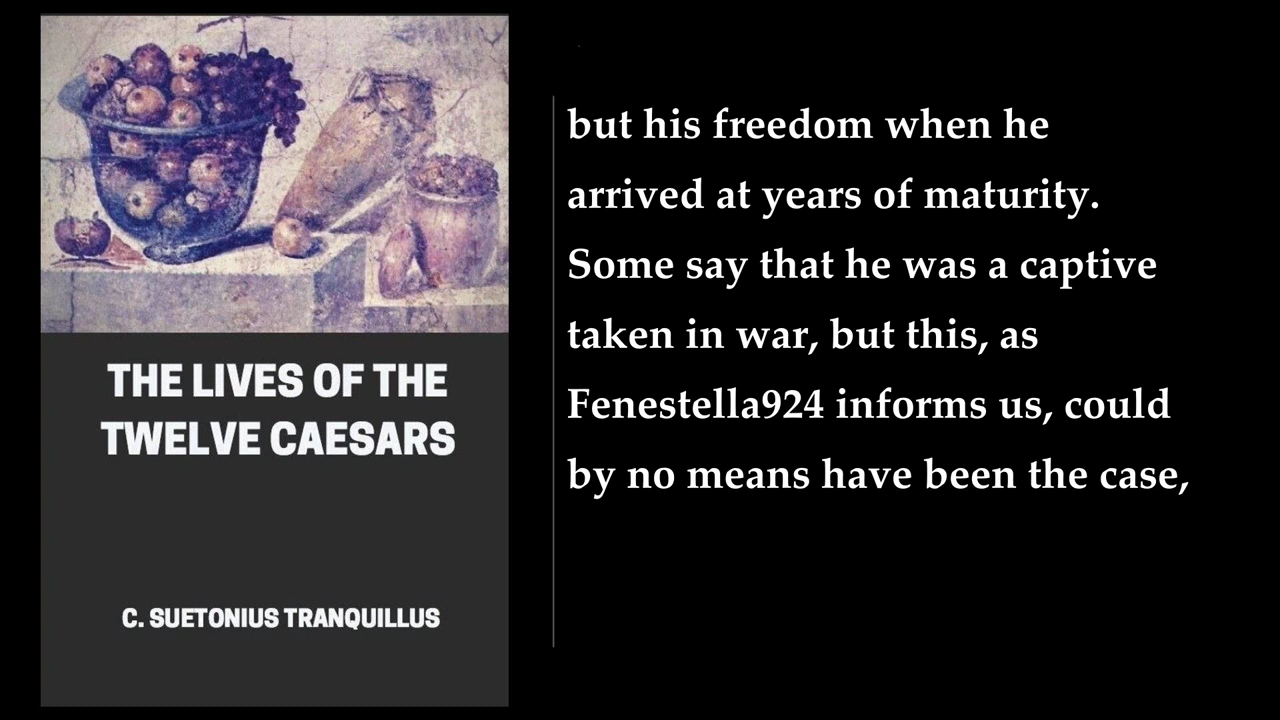 THE LIVES OF THE
TWELVE CAESARS
C. SUETONIUS TRANQUILLUS
but his freedom when he
arrived at years of maturity.
Some say that he was a captive
taken in war, but this, as
Fenestella924 informs us, could
by no means have been the case,